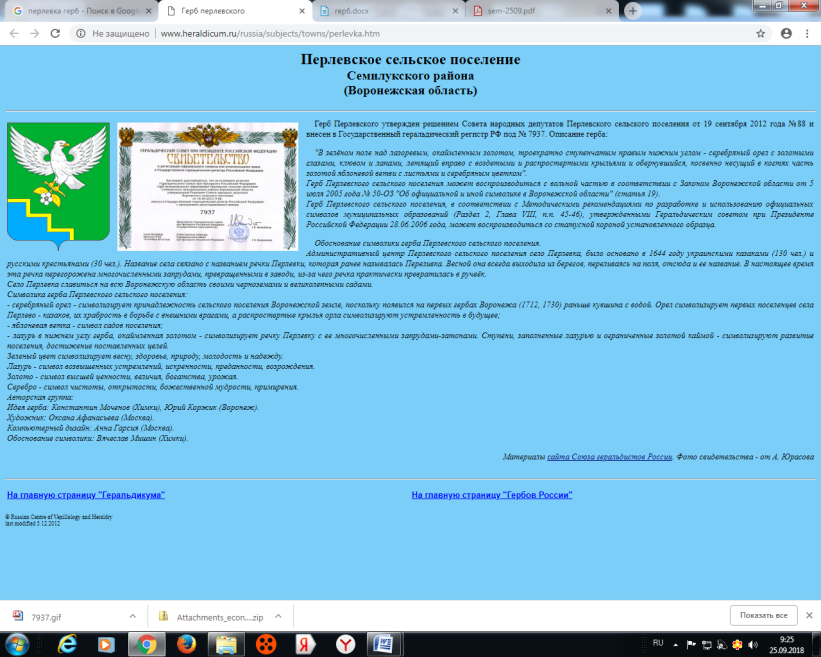 перлевка герб - Поиск в Google
Герб перлевского
герб.docx
sem-2509.pdf
Не защищено
www.heraldicum.ru/russia/subjects/towns/perlevka.htm
Перлевское сельское поселение
Семилукского района
(Воронежская область)
Герб Перлевского утвержден решением Совета народных депутатов Перлевского сельского поселения от 19 сентября 2012 года №88 и
внесен в Государственный геральдический регистр РФ под № 7937. Описание герба:
"В зелёном поле над лазоревым, окаймленным золотом, троекратно ступенчатым правым нижним углом - серебряный орел с золотыми
глазами, клювом и лапами, летящий вправо с воздетыми и распростертыми крыльями и обернувшийся, косвенно несущий в когтях часть
золотой яблоневой ветви с листьями и серебряным цветком".
Герб Перлевского сельского поселения может воспроизводиться с вольной частью в соответствии с Законом Воронежской области от 5
июля 2005 года № 50-ОЗ "Об официальной и иной символике в Воронежской области" (статья 19).
Герб Перлевского сельского поселения, в соответствии с Методическими рекомендациями по разработке и использованию официальных
символов муниципальных образований (Раздел 2, Глава VIII, п.п. 45-46), утвержденными Геральдическим советом при Президенте
Российской Федерации 28.06.2006 года, может воспроизводиться со статусной короной установленного образца.
ГЕРАЛЬДИЧЕСКИЙ СОВЕТ ПРИ ПРЕЗИДЕНТЕ РОССИЙСКОЙ ФЕДЕРАЦИИ
СВИДЕТЕЛЬСТВО
7937
Обоснование символики герба Перлевского сельского поселения.
Административный центр Перлевского сельского поселения село Перлевка, было основано в 1644 году украинскими казаками (130 чел.) и
русскими крестьянами (30 чел.). Название села связано с названием речки Перлевки, которая ранее называлась Переливка. Весной она всегда выходила из берегов, переливаясь на поля, отсюда и ее название. В настоящее время
эта речка перегорожена многочисленными запрудами, превращенными в заводи, из-за чего речка практически превратилась в ручеёк.
Село Перлевка славиться на всю Воронежскую область своими черноземами и великолепными садами.
Символика герба Перлевского сельского поселения:
- серебряный орел - символизирует принадлежность сельского поселения Воронежской земле, поскольку появился на первых гербах Воронежа (1712, 1730) раньше кувшина с водой. Орел символизирует первых поселенцев села
Перлево - казаков, их храбрость в борьбе с внешними врагами, а распростертые крылья орла символизируют устремленность в будущее;
- яблоневая ветка - символ садов поселения;
- лазурь в нижнем углу герба, окаймленная золотом - символизирует речку Перлевку с ее многочисленными запрудами-затонами. Ступени, заполненные лазурью и ограниченные золотой каймой - символизируют развитие
поселения, достижение поставленных целей.
Зеленый цвет символизирует весну, здоровье, природу, молодость и надежду.
Лазурь - символ возвышенных устремлений, искренности, преданности, возрождения.
Золото - символ высшей ценности, величия, богатства, урожая.
Серебро - символ чистоты, открытости, божественной мудрости, примирения.
Авторская группа:
Идея герба: Константин Моченов (Химки), Юрий Коржик (Воронеж).
Художник: Оксана Афанасьева (Москва).
Компьютерный дизайн: Анна Гарсия (Москва).
Обоснование символики: Вячеслав Мишин (Химки).
Материалы сайта Союза геральдистов России. Фото свидетельства - от А. Юрасова
На главную страницу "Геральдикума"
На главную страницу "Гербов России"
© Russian Centre of Vexillology and Heraldry
last modified 5.12.2012
7937.gif
Attachments_econ....zip
Показать все
RU
9:25
25.09.2018